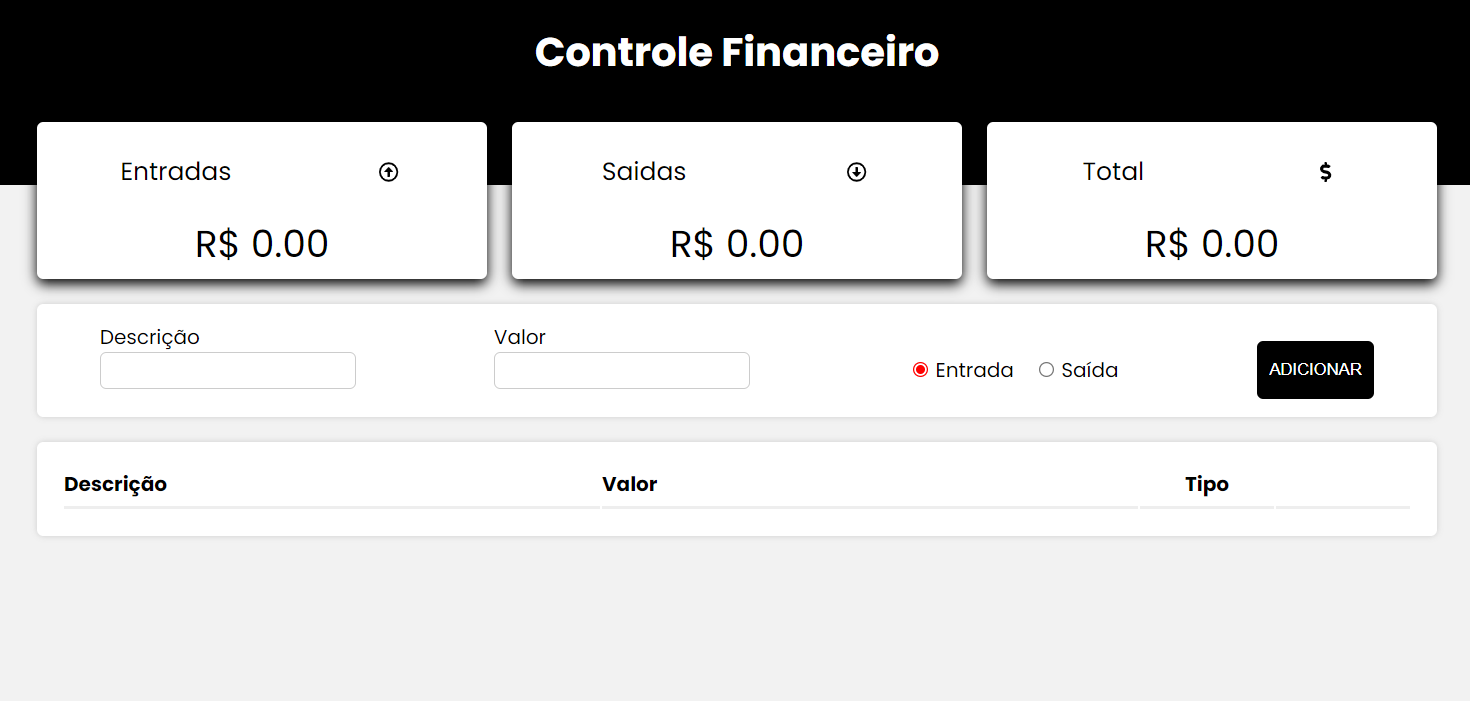 Controle Financeiro
Entradas
Saidas
Total $
R$ 0.00
R$ 0.00
R$ 0.00
Descrição
Valor
Entrada
Saída
ADICIONAR
Descrição
Valor
Tipo